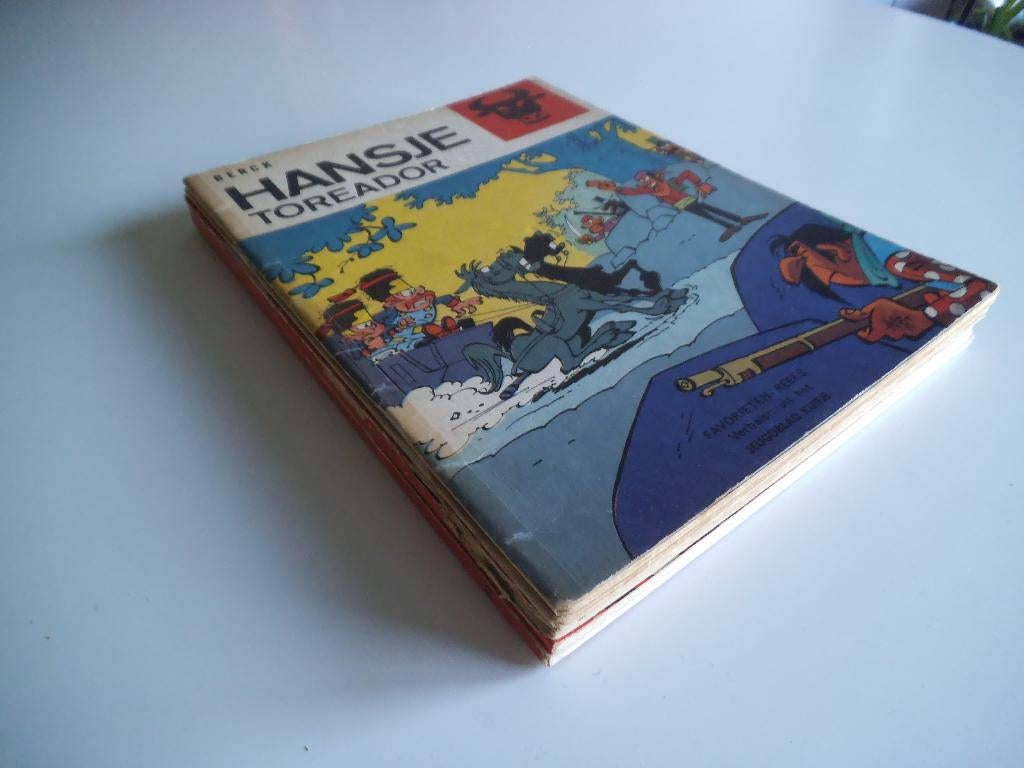 BERCK
HANSJE
TOREADOR
FAVORIETEN-REEKS
Verhalen uit het
JEUGDBLAD KUIFJE